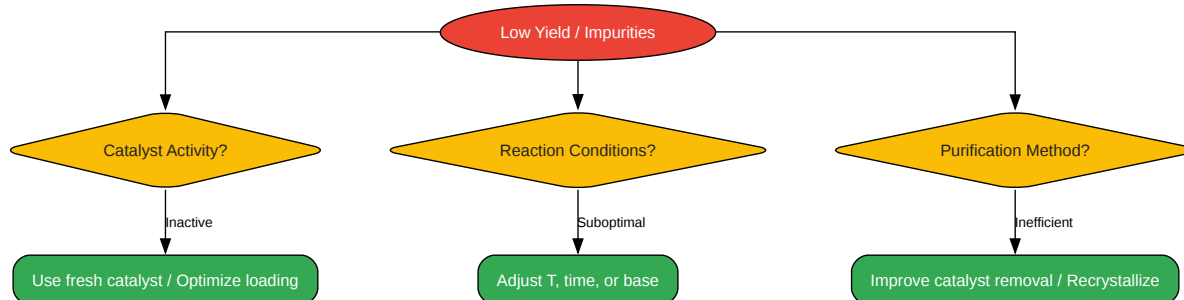 Low Yield / Impurities
Catalyst Activity?
Reaction Conditions?
Purification Method?
Inactive
Suboptimal
Inefficient
Use fresh catalyst / Optimize loading
Adjust T, time, or base
Improve catalyst removal / Recrystallize